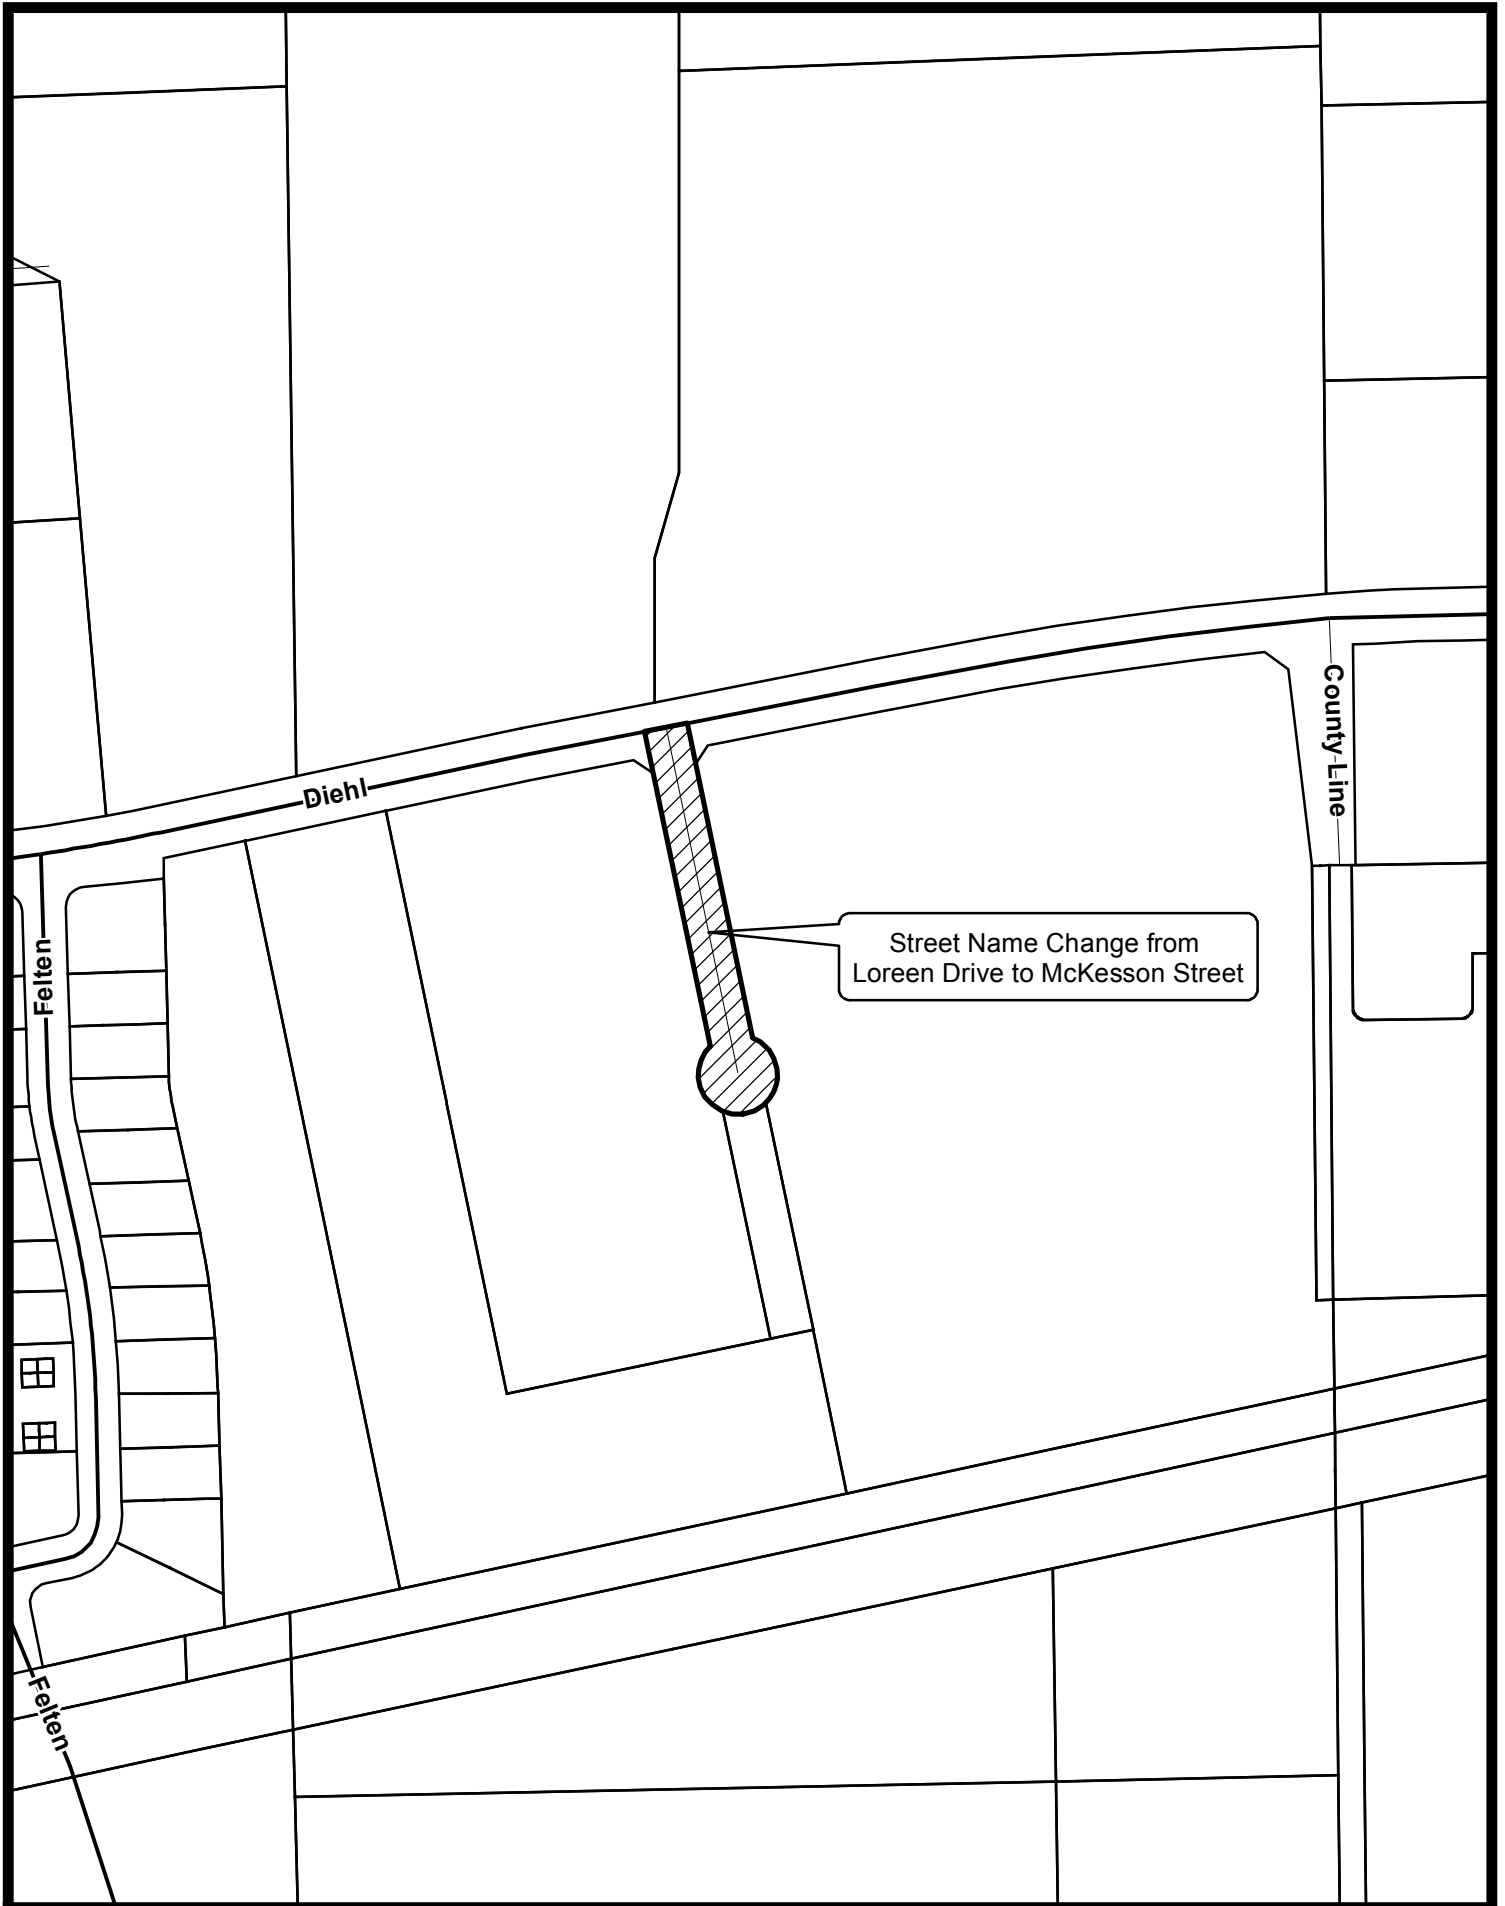 County Line
Diehl
Felten
Street Name Change from
Loreen Drive to McKesson Street
Felten